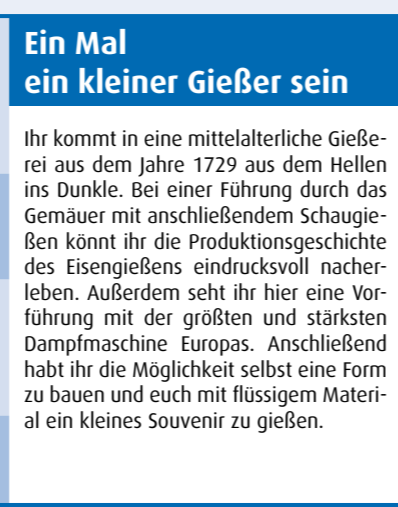 Ein Mal
ein kleiner Gießer sein
Ihr kommt in eine mittelalterliche Gieße-
rei aus dem Jahre 1729 aus dem Hellen
ins Dunkle. Bei einer Führung durch das
Gemäuer mit anschließendem Schaugie-
ßen könnt ihr die Produktionsgeschichte
des Eisengießens eindrucksvoll nacher-
leben. Außerdem seht ihr hier eine Vor-
führung mit der größten und stärksten
Dampfmaschine Europas. Anschließend
habt ihr die Möglichkeit selbst eine Form
zu bauen und euch mit flüssigem Materi-
al ein kleines Souvenir zu gießen.